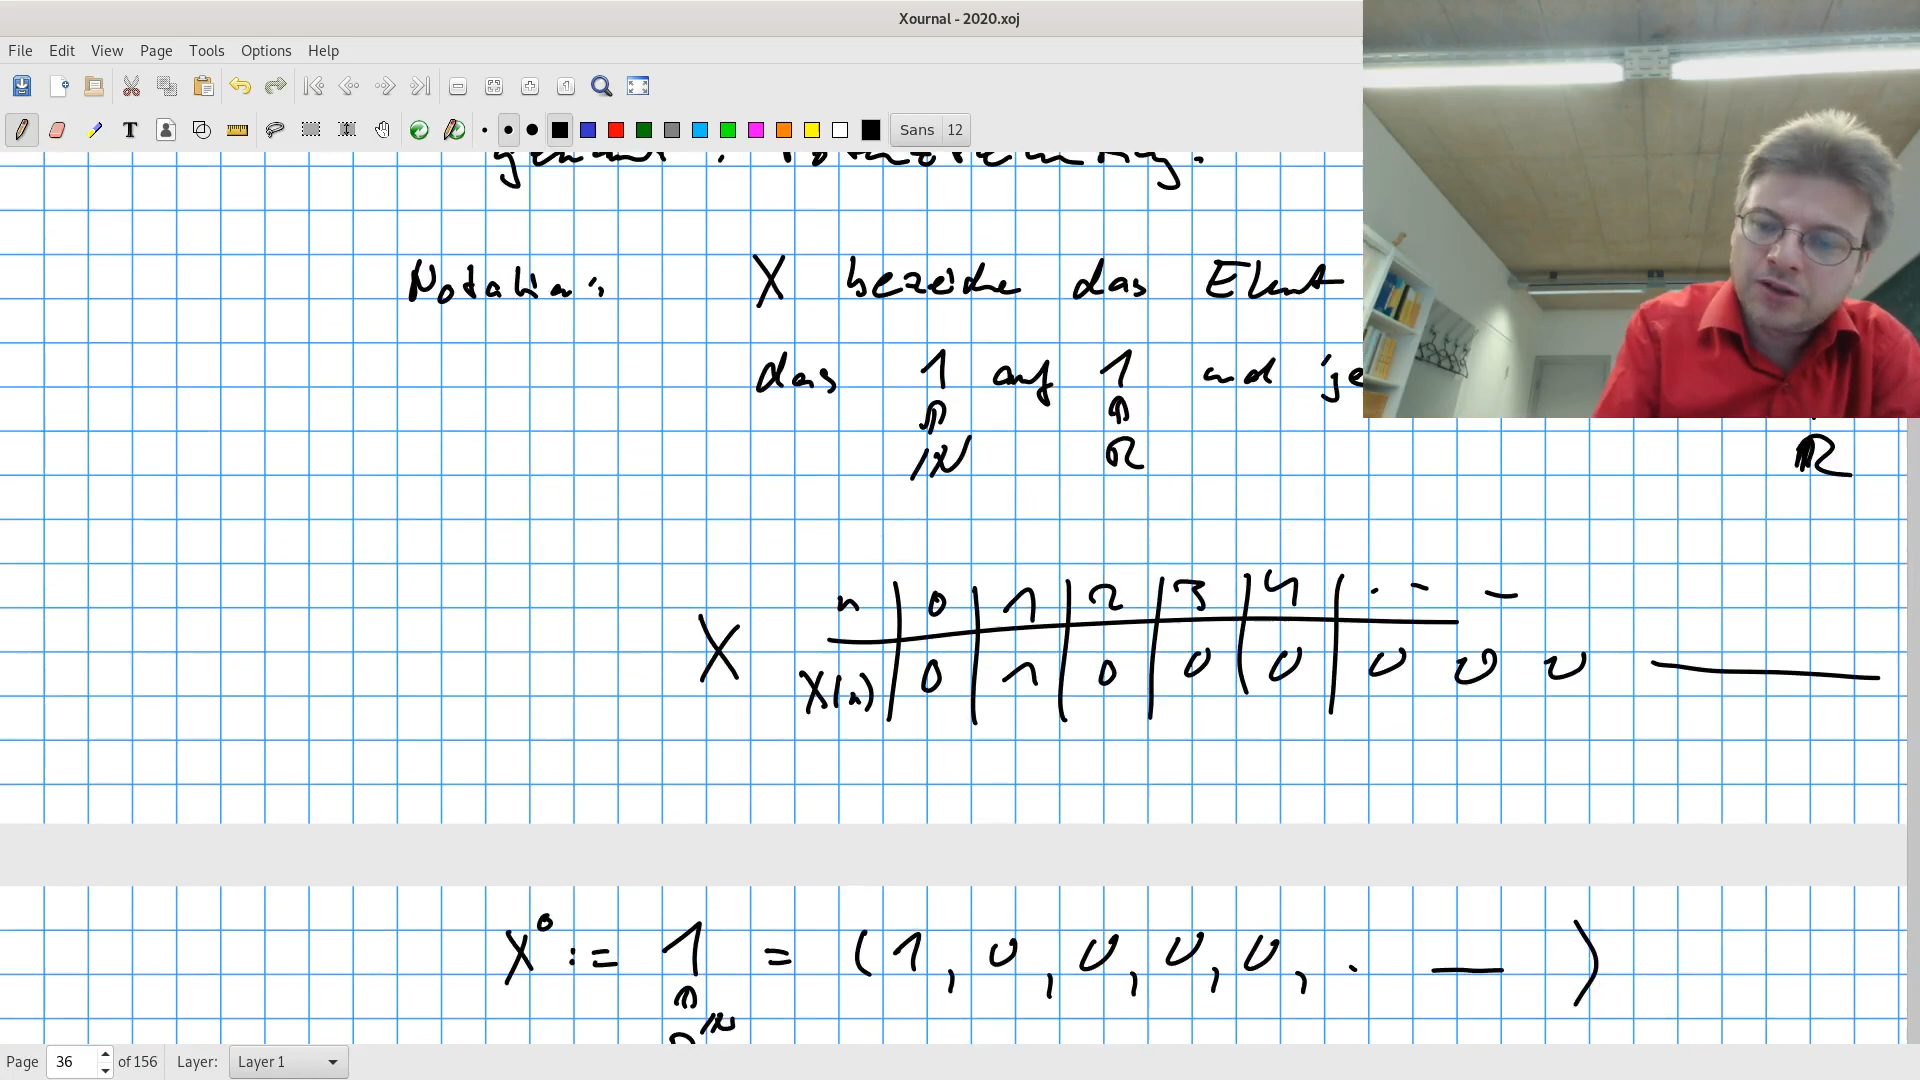 Xournal - 2020.xoj
File Edit View Page Tools Options Help
T Sans 12
Notation: X bezeichne das Element
das 1 auf 1 und je
∈ ∈
ℕ R R
n 0 1 2 3 4 . - -
X X(n) 0 1 0 0 0 0 0 0
X⁰ := 1 = (1, 0, 0, 0, 0, . — )
∈
R^ℕ
Page 36 of 156 Layer: Layer 1